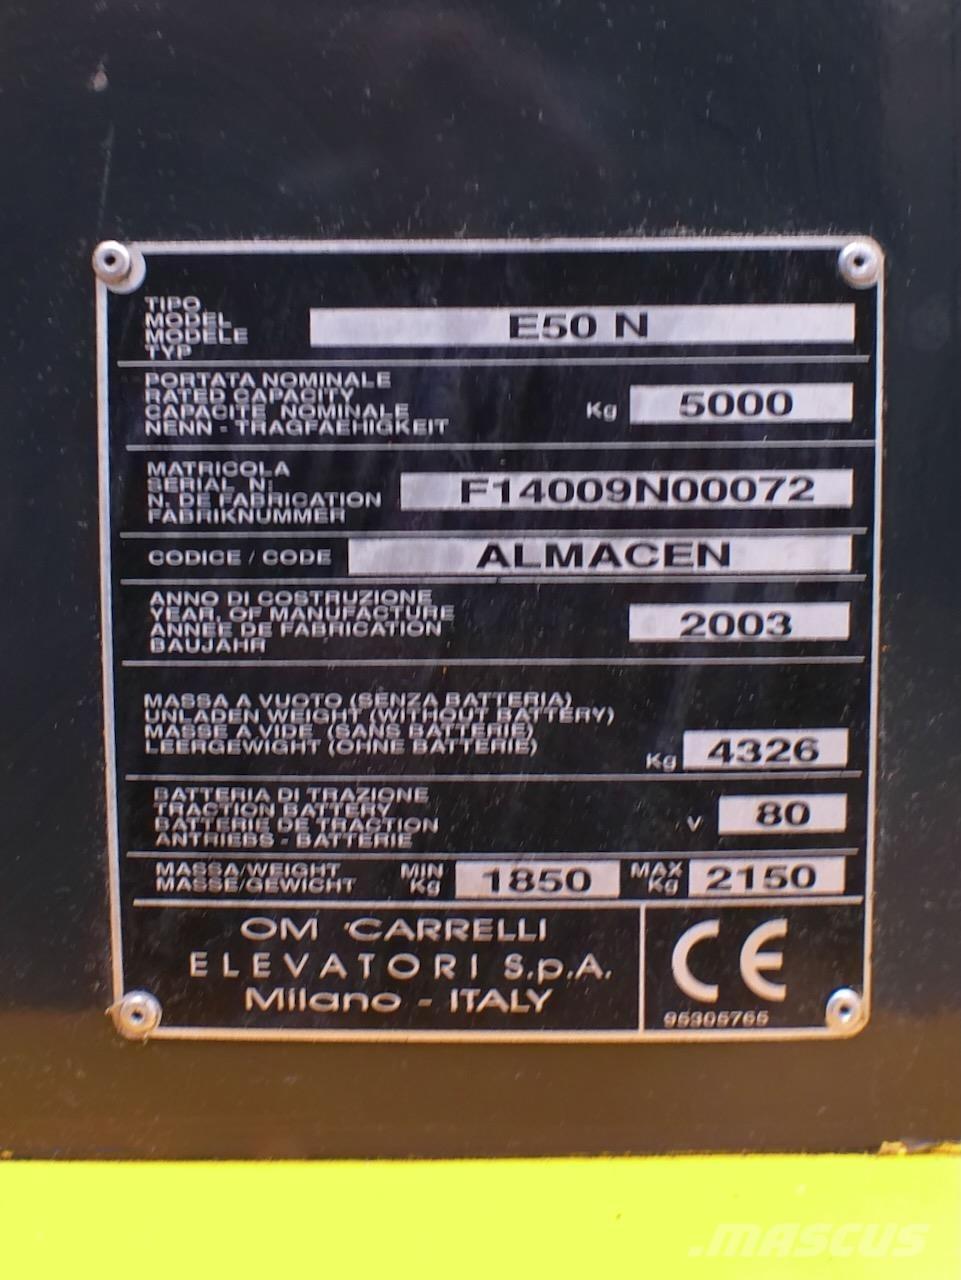 TIPO
MODEL
MODELE
TYP
E50 N
PORTATA NOMINALE
RATED CAPACITY
CAPACITE NOMINALE
NENN - TRAGFAEHIGKEIT
Kg 5000
MATRICOLA
SERIAL N:
N. DE FABRICATION
FABRIKNUMMER
F14009N00072
CODICE / CODE ALMACEN
ANNO DI COSTRUZIONE
YEAR, OF MANUFACTURE
ANNÉE DE FABRICATION
BAUJAHR
2003
MASSA A VUOTO (SENZA BATTERIA)
UNLADEN WEIGHT (WITHOUT BATTERY)
MASSE A VIDE (SANS BATTERIE)
LEERGEWIGHT (OHNE BATTERIE)
Kg 4326
BATTERIA DI TRAZIONE
TRACTION BATTERY
BATTERIE DE TRACTION
ANTRIEBS - BATTERIE
V 80
MASSA/WEIGHT
MASSE/GEWICHT
MIN
Kg
1850
MAX
Kg
2150
OM CARRELLI
ELEVATORI S.p.A.
Milano - ITALY
CE
95305765
mascus